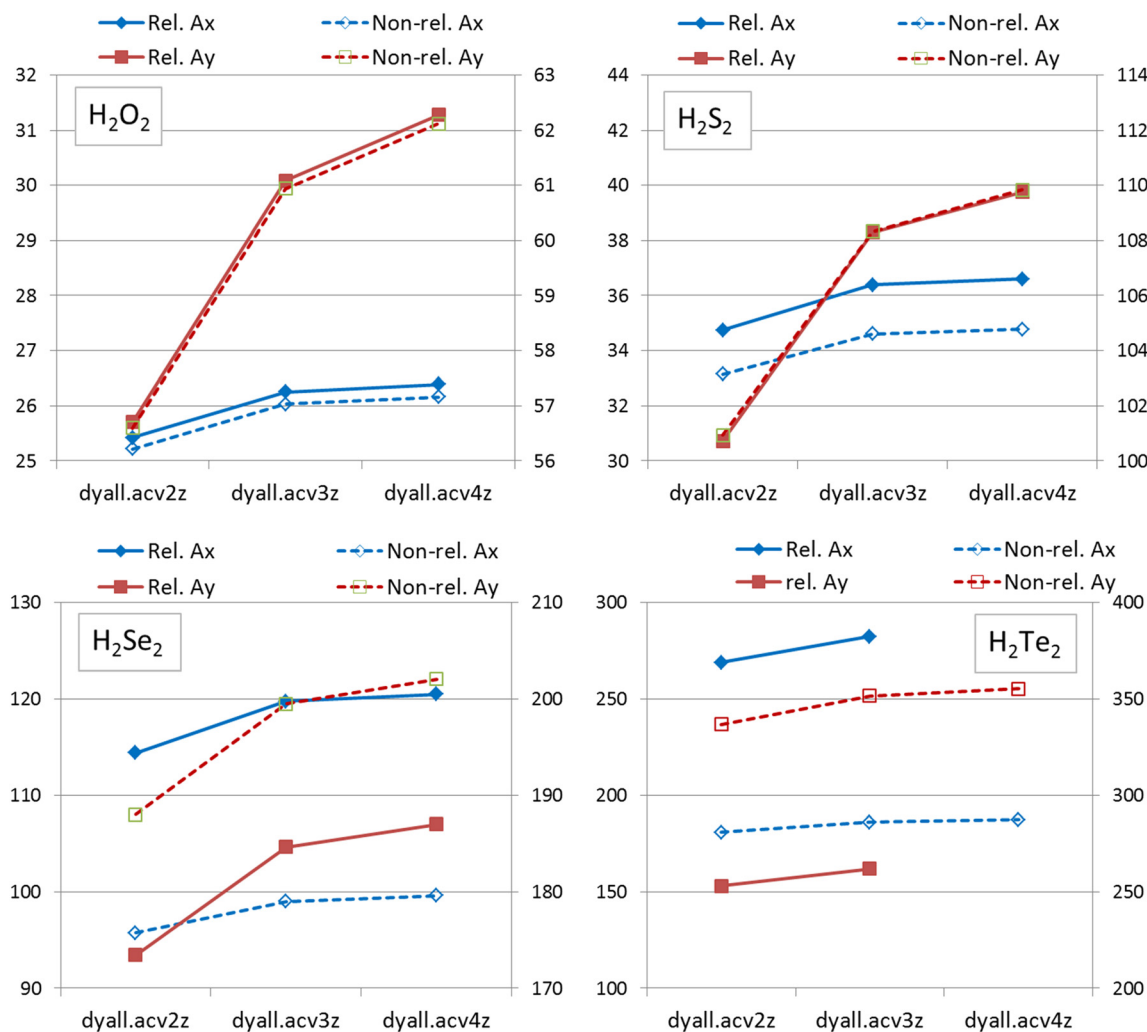 Rel. Ax Non-rel. Ax
Rel. Ay Non-rel. Ay
32 63
H₂O₂
31 62
30 61
29 60
28 59
27 58
26 57
25 56
dyall.acv2z dyall.acv3z dyall.acv4z
Rel. Ax Non-rel. Ax
Rel. Ay Non-rel. Ay
44 114
H₂S₂
42 112
40 110
38 108
36 106
34 104
32 102
30 100
dyall.acv2z dyall.acv3z dyall.acv4z
Rel. Ax Non-rel. Ax
Rel. Ay Non-rel. Ay
130 210
H₂Se₂
120 200
110 190
100 180
90 170
dyall.acv2z dyall.acv3z dyall.acv4z
Rel. Ax Non-rel. Ax
rel. Ay Non-rel. Ay
300 400
H₂Te₂
250 350
200 300
150 250
100 200
dyall.acv2z dyall.acv3z dyall.acv4z